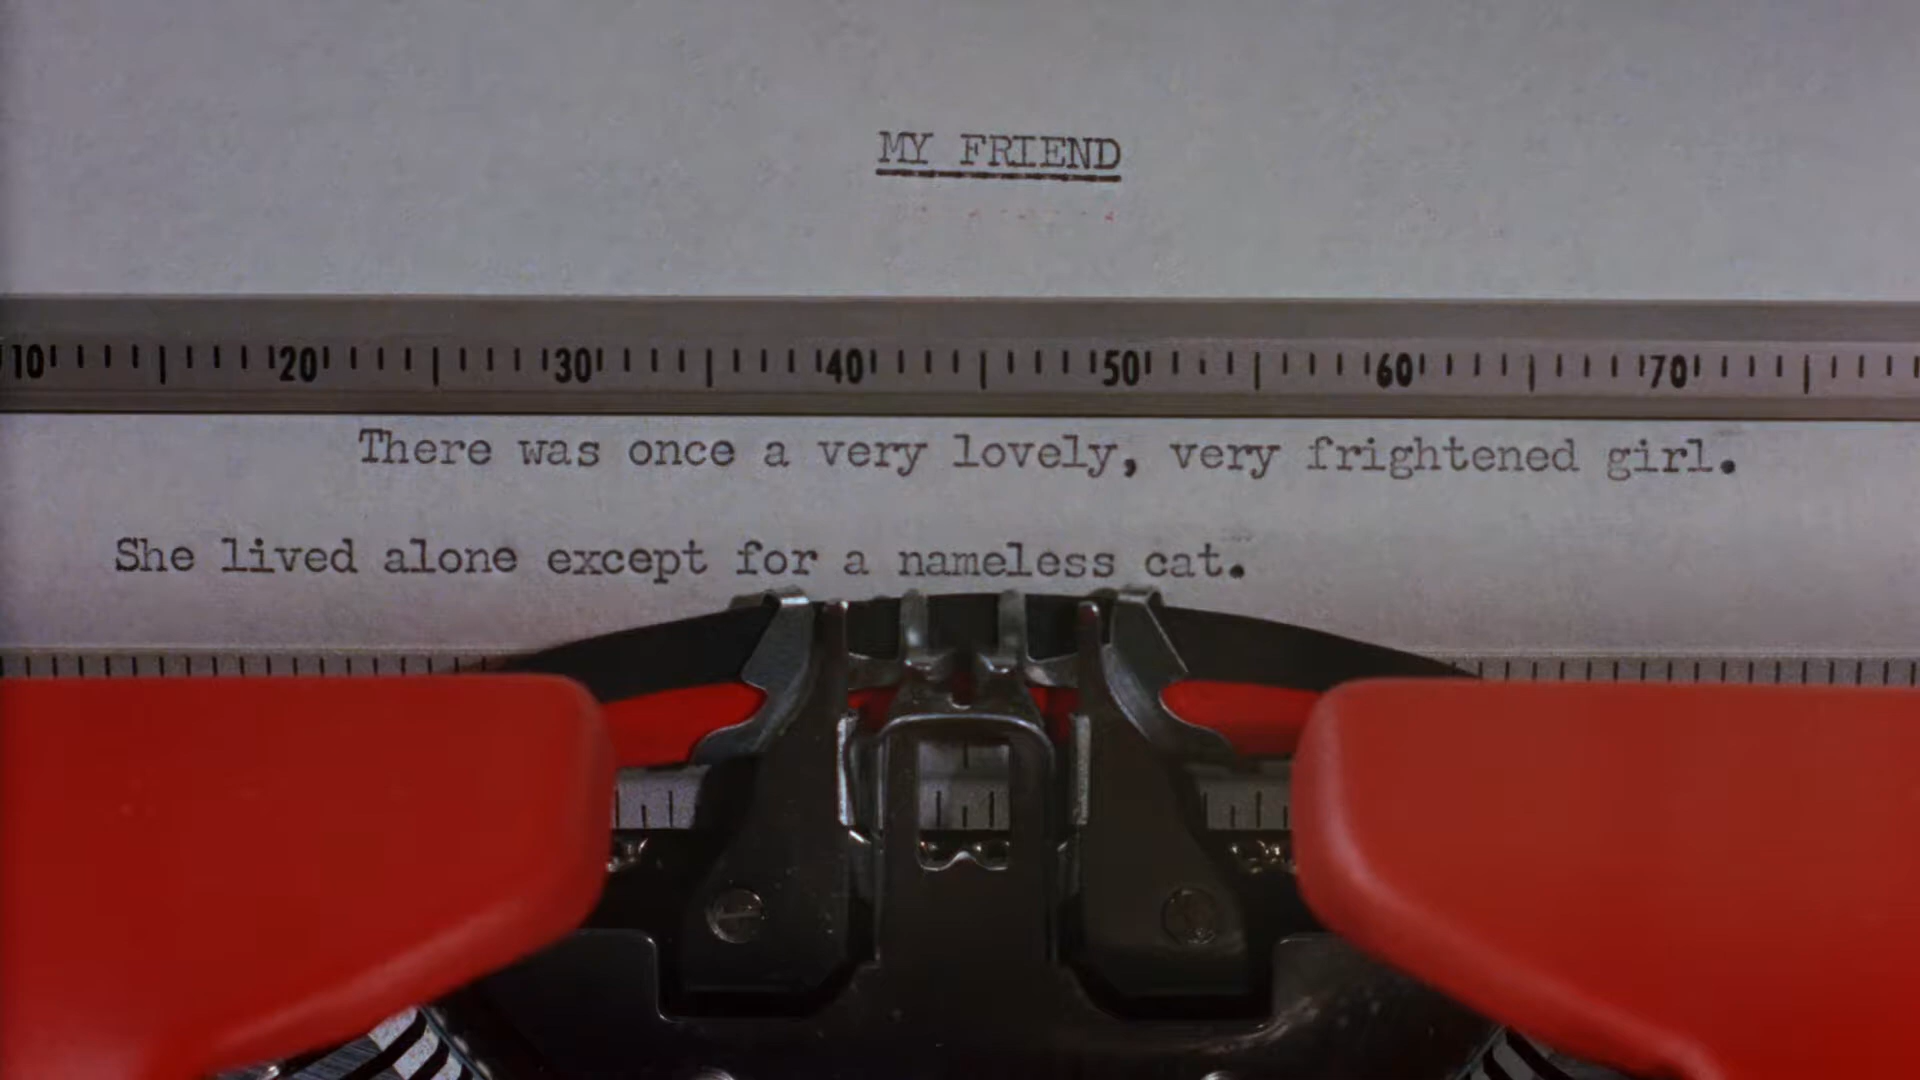 MY FRIEND
10 20 30 40 50 60 70
There was once a very lovely, very frightened girl.
She lived alone except for a nameless cat.